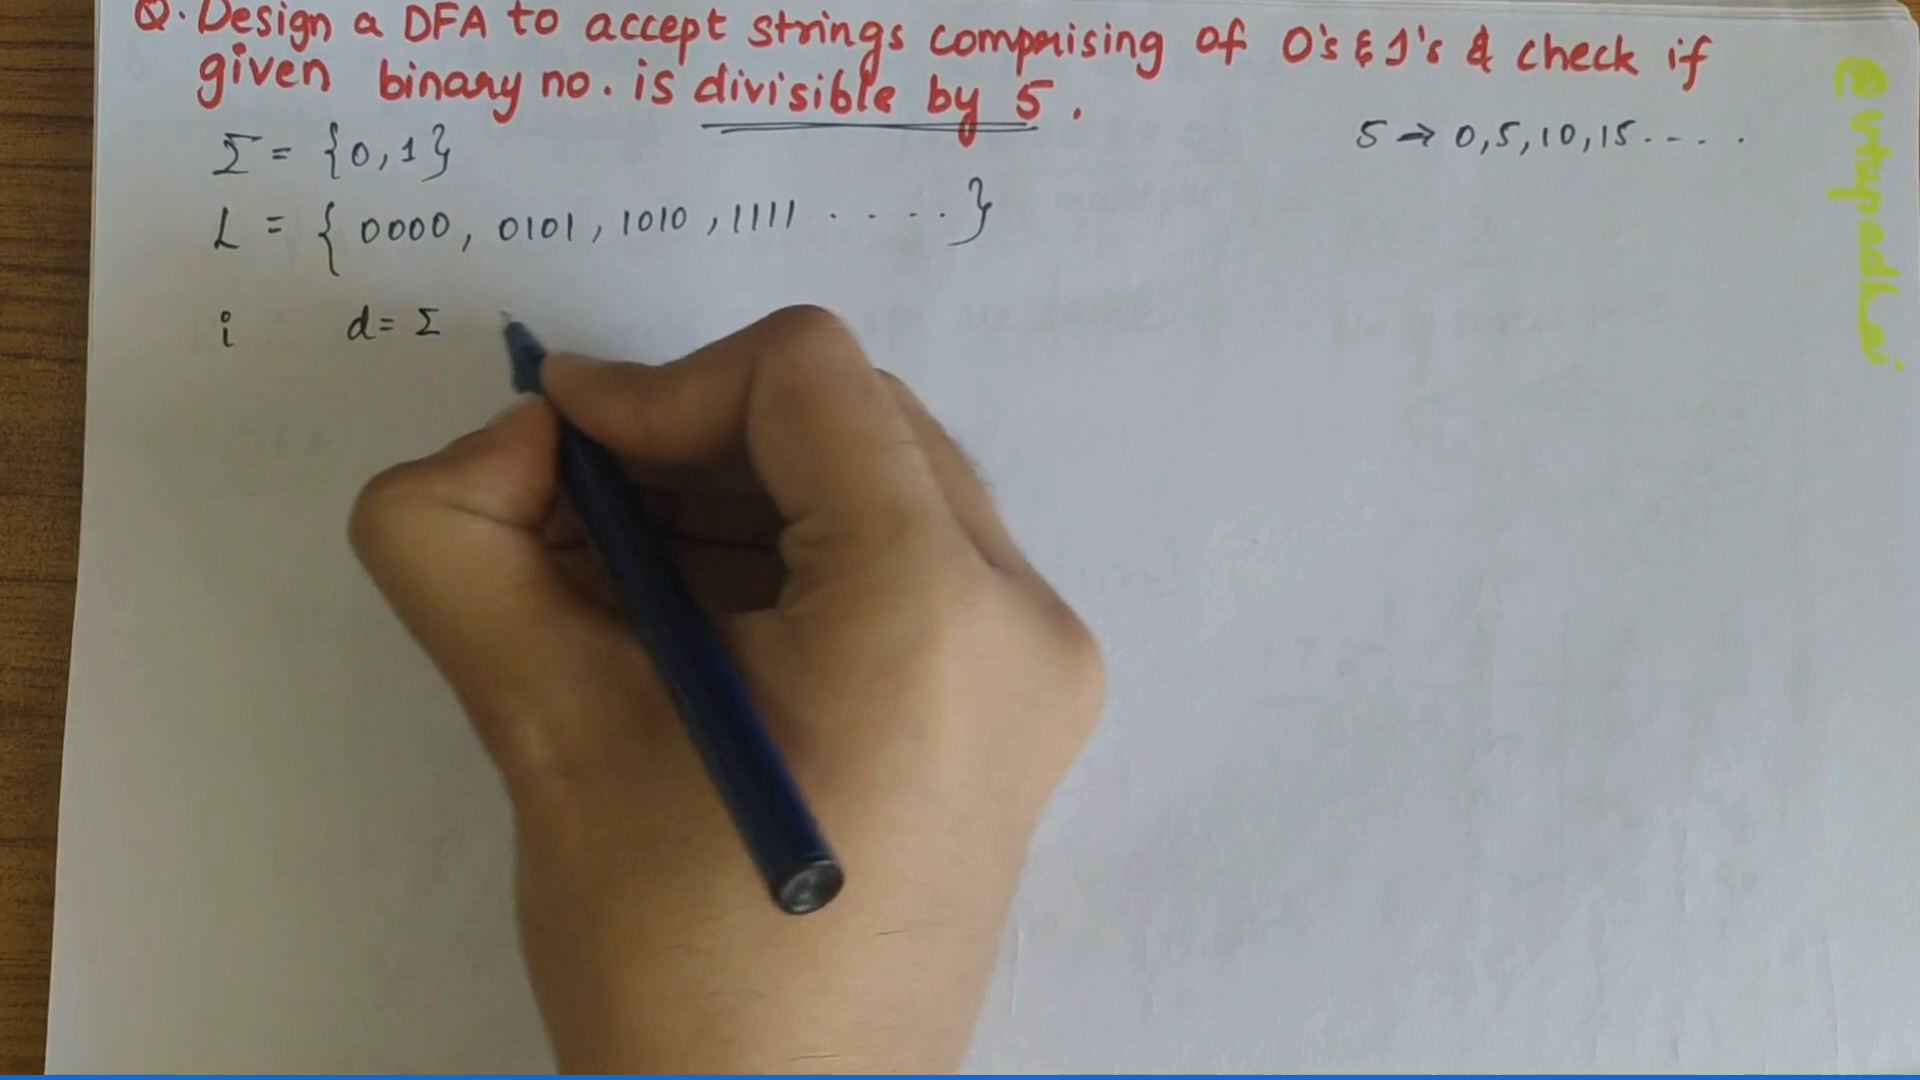 Q. Design a DFA to accept strings comprising of 0's & 1's & check if
given binary no. is divisible by 5.
Σ = {0,1}
5 → 0,5,10,15-...
L = { 0000, 0101, 1010, 1111 .... }
i d= Σ
@vtupadhai